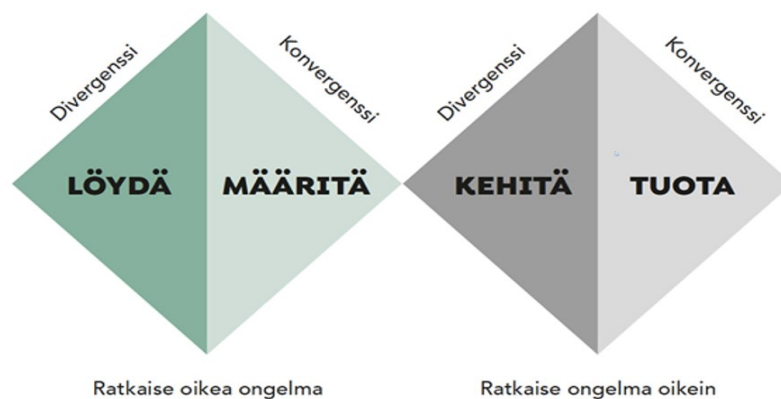 Divergenssi
Konvergenssi
Divergenssi
Konvergenssi
LÖYDÄ
MÄÄRITÄ
KEHITÄ
TUOTA
Ratkaise oikea ongelma
Ratkaise ongelma oikein